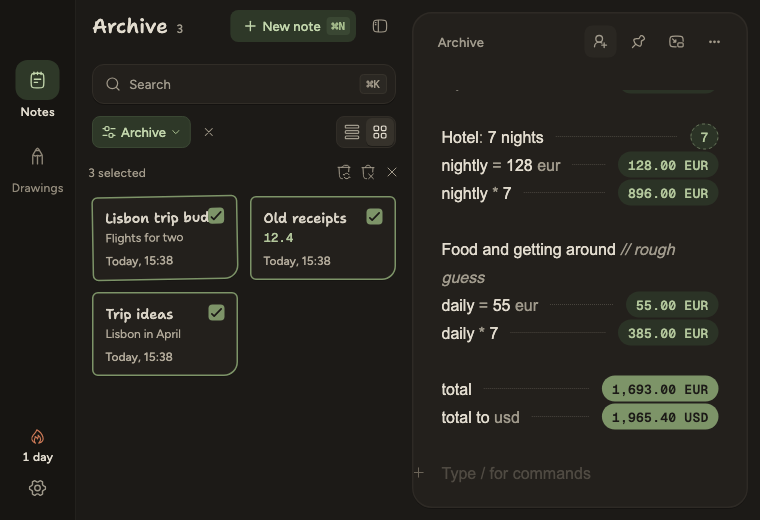 Archive 3
+ New note ⌘N
Notes
Drawings
1 day
Search ⌘K
Archive
3 selected
Lisbon trip bud
Flights for two
Today, 15:38
Old receipts
12.4
Today, 15:38
Trip ideas
Lisbon in April
Today, 15:38
Archive
Hotel: 7 nights 7
nightly = 128 eur 128.00 EUR
nightly * 7 896.00 EUR
Food and getting around // rough
guess
daily = 55 eur 55.00 EUR
daily * 7 385.00 EUR
total 1,693.00 EUR
total to usd 1,965.40 USD
+ Type / for commands